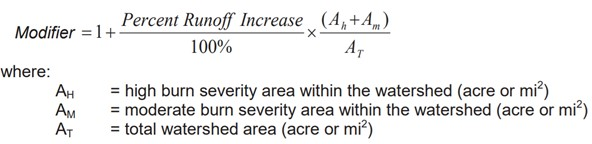 Modifier = 1 + \frac{Percent Runoff Increase}{100%} × \frac{(A_h + A_m)}{A_T}
where:
A_H = high burn severity area within the watershed (acre or mi²)
A_M = moderate burn severity area within the watershed (acre or mi²)
A_T = total watershed area (acre or mi²)